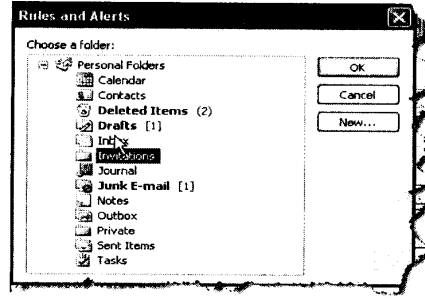 Rules and Alerts
Choose a folder:
Personal Folders
Calendar
Contacts
Deleted Items (2)
Drafts [1]
Inbox
Invitations
Journal
Junk E-mail [1]
Notes
Outbox
Private
Sent Items
Tasks
OK
Cancel
New...